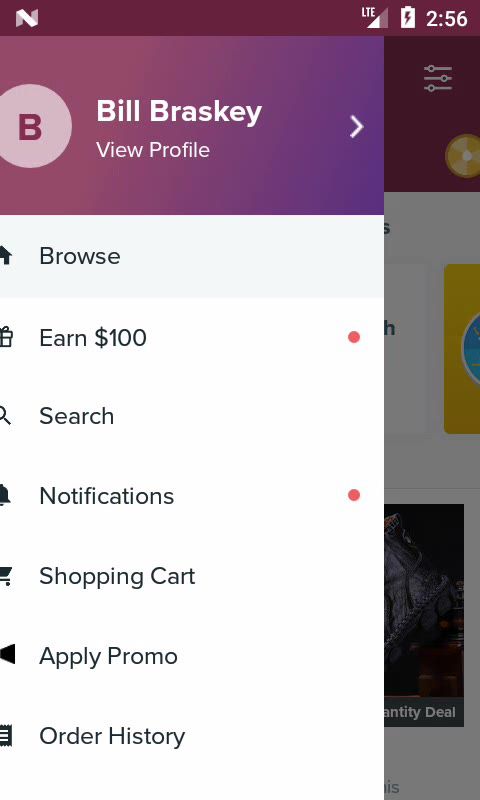 LTE
2:56
B
Bill Braskey
View Profile
Browse
Earn $100
Search
Notifications
Shopping Cart
Apply Promo
Order History
antity Deal